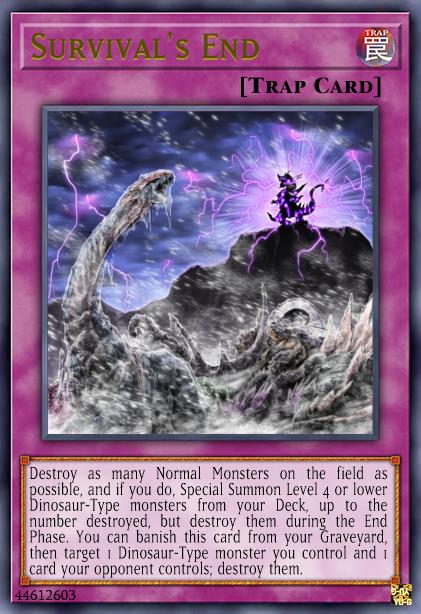 SURVIVAL'S END
TRAP
罠
[TRAP CARD]
Destroy as many Normal Monsters on the field as
possible, and if you do, Special Summon Level 4 or lower
Dinosaur-Type monsters from your Deck, up to the
number destroyed, but destroy them during the End
Phase. You can banish this card from your Graveyard,
then target 1 Dinosaur-Type monster you control and 1
card your opponent controls; destroy them.
44612603